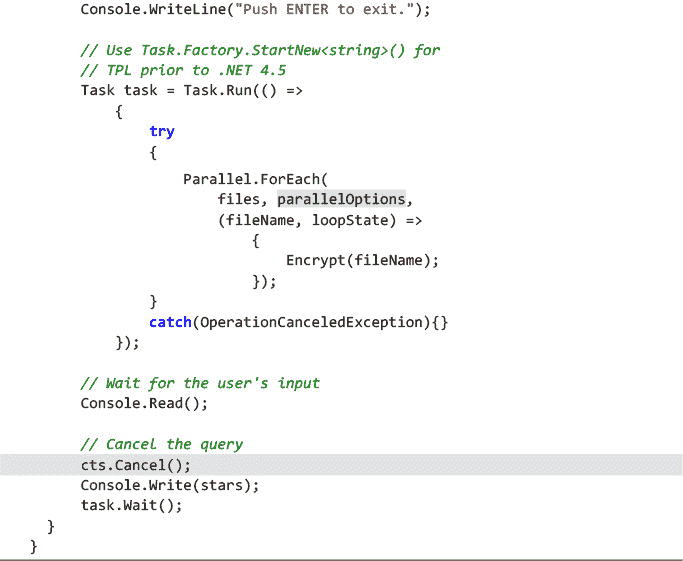 Console.WriteLine("Push ENTER to exit.");
// Use Task.Factory.StartNew<string>() for
// TPL prior to .NET 4.5
Task task = Task.Run(() =>
{
try
{
Parallel.ForEach(
files, parallelOptions,
(fileName, loopState) =>
{
Encrypt(fileName);
});
}
catch(OperationCanceledException){}
});
// Wait for the user's input
Console.Read();
// Cancel the query
cts.Cancel();
Console.Write(stars);
task.Wait();
}
}